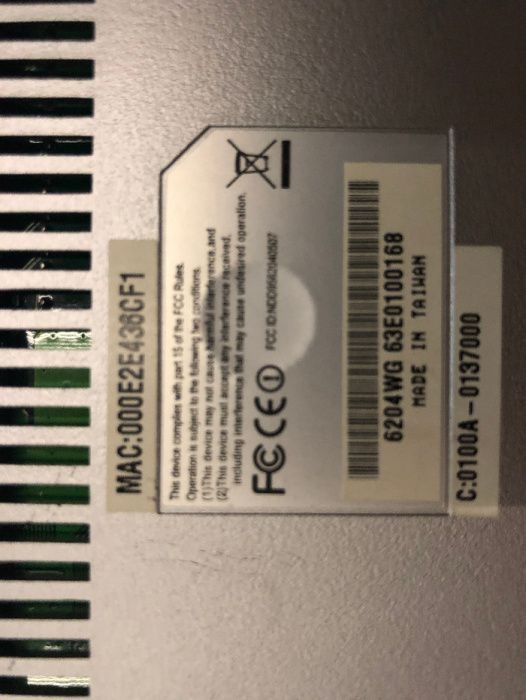 MAC:000E2E436CF1
This device complies with part 15 of the FCC Rules.
Operation is subject to the following two conditions.
(1)This device may not cause harmful interference,and
(2)This device must accept any interference received,
including interference that may cause undesired operation.
FC CE FCC ID:NDD9562040507
6204WG 63E0100168
MADE IN TAIWAN
C:0100A-0137000